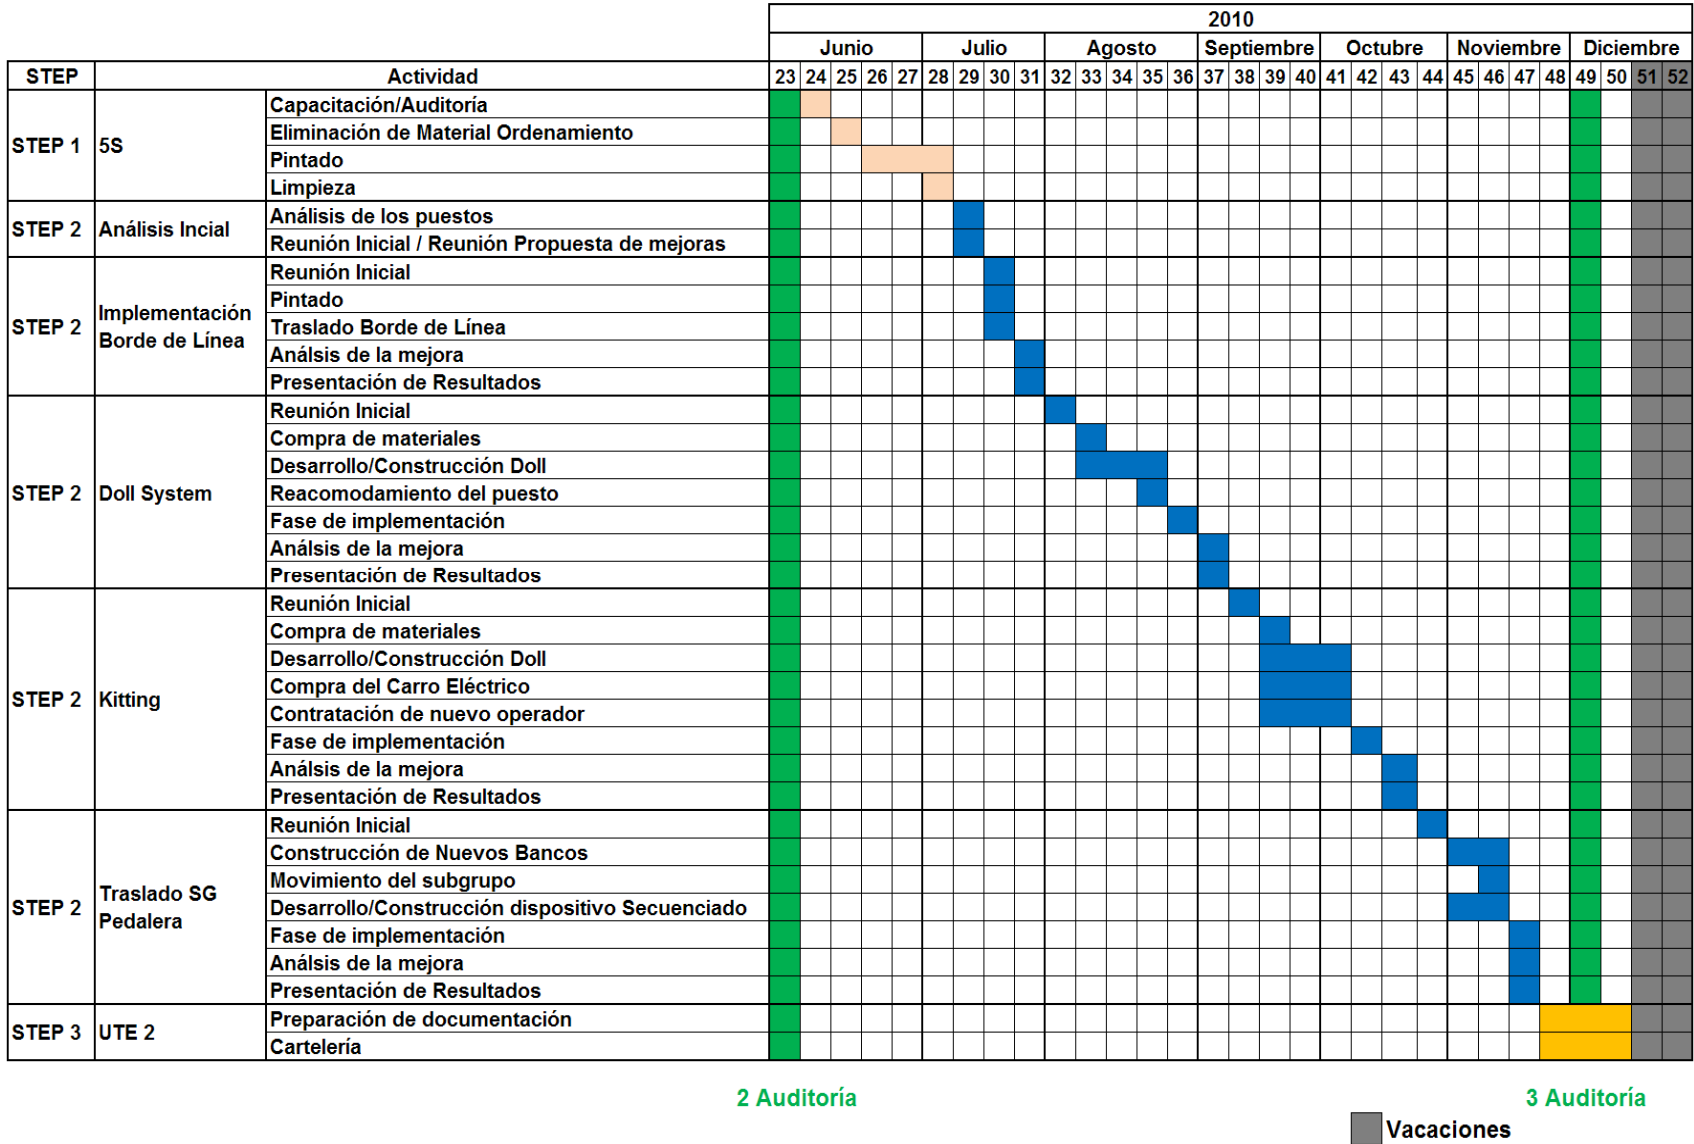 2010
Junio Julio Agosto Septiembre Octubre Noviembre Diciembre
STEP Actividad 23 24 25 26 27 28 29 30 31 32 33 34 35 36 37 38 39 40 41 42 43 44 45 46 47 48 49 50 51 52
STEP 1 5S
Capacitación/Auditoría
Eliminación de Material Ordenamiento
Pintado
Limpieza
STEP 2 Análisis Incial
Análisis de los puestos
Reunión Inicial / Reunión Propuesta de mejoras
STEP 2 Implementación
Borde de Línea
Reunión Inicial
Pintado
Traslado Borde de Línea
Análsis de la mejora
Presentación de Resultados
STEP 2 Doll System
Reunión Inicial
Compra de materiales
Desarrollo/Construcción Doll
Reacomodamiento del puesto
Fase de implementación
Análsis de la mejora
Presentación de Resultados
STEP 2 Kitting
Reunión Inicial
Compra de materiales
Desarrollo/Construcción Doll
Compra del Carro Eléctrico
Contratación de nuevo operador
Fase de implementación
Análsis de la mejora
Presentación de Resultados
STEP 2 Traslado SG
Pedalera
Reunión Inicial
Construcción de Nuevos Bancos
Movimiento del subgrupo
Desarrollo/Construcción dispositivo Secuenciado
Fase de implementación
Análsis de la mejora
Presentación de Resultados
STEP 3 UTE 2
Preparación de documentación
Cartelería
2 Auditoría 3 Auditoría
Vacaciones